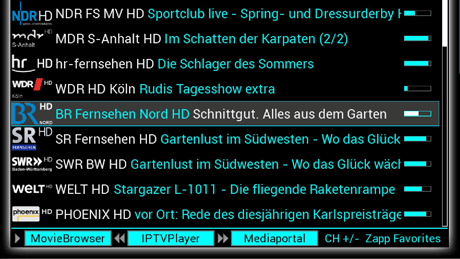 NDR HD NDR FS MV HD Sportclub live - Spring- und Dressurderby H
mdr HD S-Anhalt MDR S-Anhalt HD Im Schatten der Karpaten (2/2)
hr HD hr-fernsehen HD Die Schlager des Sommers
WDR HD Köln WDR HD Köln Rudis Tagesshow extra
BR HD NORD BR Fernsehen Nord HD Schnittgut. Alles aus dem Garten
SR HD FERNSEHEN SR Fernsehen HD Gartenlust im Südwesten - Wo das Glück
SWR HD Baden-Württemberg SWR BW HD Gartenlust im Südwesten - Wo das Glück wäch
WELT HD WELT HD Stargazer L-1011 - Die fliegende Raketenrampe
phoenix HD PHOENIX HD vor Ort: Rede des diesjährigen Karlspreisträge
MovieBrowser IPTVPlayer Mediaportal CH +/- Zapp Favorites